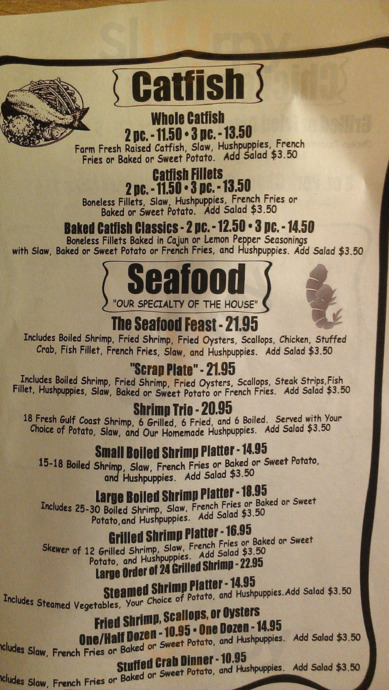 Catfish
Whole Catfish
2 pc. - 11.50 • 3 pc. - 13.50
Farm Fresh Raised Catfish, Slaw, Hushpuppies, French
Fries or Baked or Sweet Potato. Add Salad $3.50
Catfish Fillets
2 pc. - 11.50 • 3 pc. - 13.50
Boneless Fillets, Slaw, Hushpuppies, French Fries or
Baked or Sweet Potato. Add Salad $3.50
Baked Catfish Classics - 2 pc. - 12.50 • 3 pc. - 14.50
Boneless Fillets Baked in Cajun or Lemon Pepper Seasonings
with Slaw, Baked or Sweet Potato or French Fries, and Hushpuppies. Add Salad $3.50
Seafood
"OUR SPECIALTY OF THE HOUSE"
The Seafood Feast - 21.95
Includes Boiled Shrimp, Fried Shrimp, Fried Oysters, Scallops, Chicken, Stuffed
Crab, Fish Fillet, French Fries, Slaw, and Hushpuppies. Add Salad $3.50
"Scrap Plate" - 21.95
Includes Boiled Shrimp, Fried Shrimp, Fried Oysters, Scallops, Steak Strips, Fish
Fillet, Hushpuppies, Slaw, Baked or Sweet Potato or French Fries. Add Salad $3.50
Shrimp Trio - 20.95
18 Fresh Gulf Coast Shrimp, 6 Grilled, 6 Fried, and 6 Boiled. Served with Your
Choice of Potato, Slaw, and Our Homemade Hushpuppies. Add Salad $3.50
Small Boiled Shrimp Platter - 14.95
15-18 Boiled Shrimp, Slaw, French Fries or Baked or Sweet Potato,
and Hushpuppies. Add Salad $3.50
Large Boiled Shrimp Platter - 18.95
Includes 25-30 Boiled Shrimp, Slaw, French Fries or Baked or Sweet
Potato,and Hushpuppies. Add Salad $3.50
Grilled Shrimp Platter - 16.95
Skewer of 12 Grilled Shrimp, Slaw, French Fries or Baked or Sweet
Potato, and Hushpuppies. Add Salad $3.50
Large Order of 24 Grilled Shrimp - 22.95
Steamed Shrimp Platter - 14.95
Includes Steamed Vegetables, Your Choice of Potato, and Hushpuppies.Add Salad $3.50
Fried Shrimp, Scallops, or Oysters
One/Half Dozen - 10.95 • One Dozen - 14.95
ncludes Slaw, French Fries or Baked or Sweet Potato, and Hushpuppies. Add Salad $3.50
Stuffed Crab Dinner - 10.95
ncludes Slaw, French Fries or Baked or Sweet Potato, and Hushpuppies. Add Salad $3.50